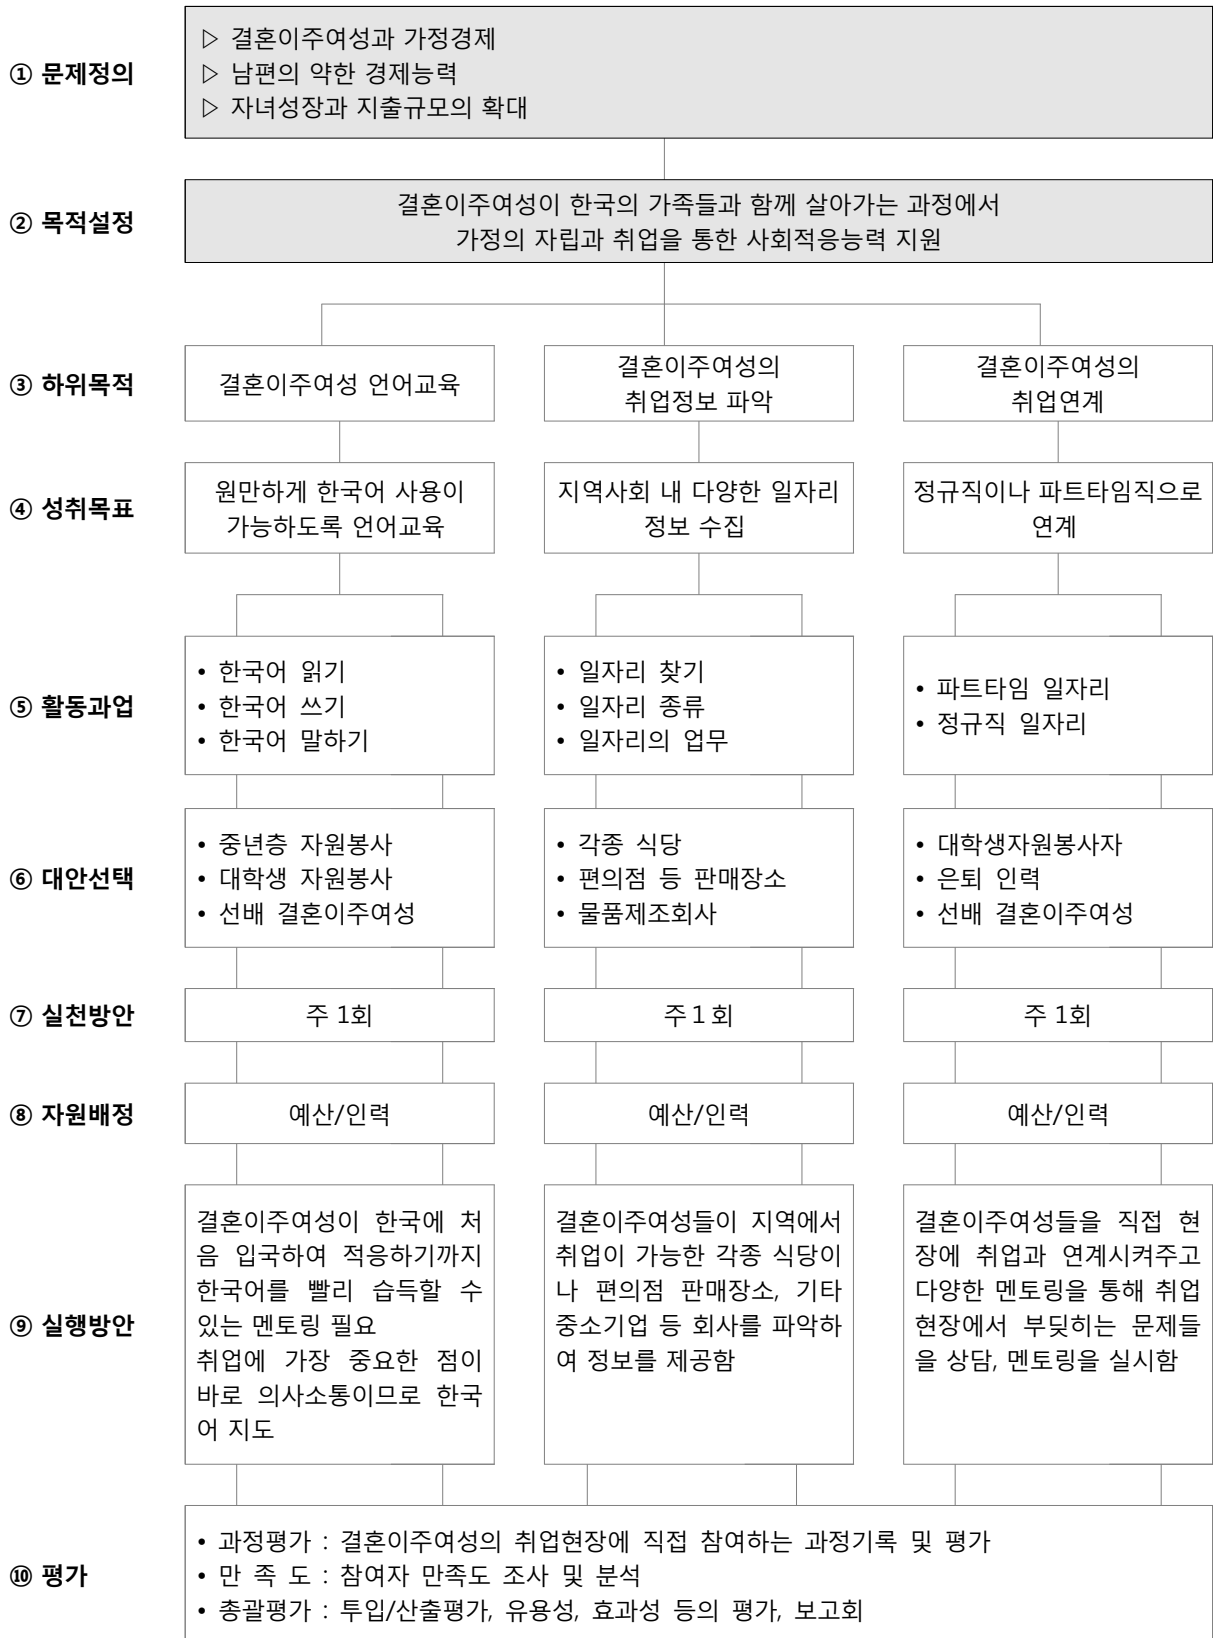 ① 문제정의
▷ 결혼이주여성과 가정경제
▷ 남편의 약한 경제능력
▷ 자녀성장과 지출규모의 확대
② 목적설정
결혼이주여성이 한국의 가족들과 함께 살아가는 과정에서
가정의 자립과 취업을 통한 사회적응능력 지원
③ 하위목적
결혼이주여성 언어교육
결혼이주여성의
취업정보 파악
결혼이주여성의
취업연계
④ 성취목표
원만하게 한국어 사용이
가능하도록 언어교육
지역사회 내 다양한 일자리
정보 수집
정규직이나 파트타임직으로
연계
⑤ 활동과업
• 한국어 읽기
• 한국어 쓰기
• 한국어 말하기
• 일자리 찾기
• 일자리 종류
• 일자리의 업무
• 파트타임 일자리
• 정규직 일자리
⑥ 대안선택
• 중년층 자원봉사
• 대학생 자원봉사
• 선배 결혼이주여성
• 각종 식당
• 편의점 등 판매장소
• 물품제조회사
• 대학생자원봉사자
• 은퇴 인력
• 선배 결혼이주여성
⑦ 실천방안
주 1회
주 1 회
주 1회
⑧ 자원배정
예산/인력
예산/인력
예산/인력
⑨ 실행방안
결혼이주여성이 한국에 처
음 입국하여 적응하기까지
한국어를 빨리 습득할 수
있는 멘토링 필요
취업에 가장 중요한 점이
바로 의사소통이므로 한국
어 지도
결혼이주여성들이 지역에서
취업이 가능한 각종 식당이
나 편의점 판매장소, 기타
중소기업 등 회사를 파악하
여 정보를 제공함
결혼이주여성들을 직접 현
장에 취업과 연계시켜주고
다양한 멘토링을 통해 취업
현장에서 부딪히는 문제들
을 상담, 멘토링을 실시함
⑩ 평가
• 과정평가 : 결혼이주여성의 취업현장에 직접 참여하는 과정기록 및 평가
• 만 족 도 : 참여자 만족도 조사 및 분석
• 총괄평가 : 투입/산출평가, 유용성, 효과성 등의 평가, 보고회